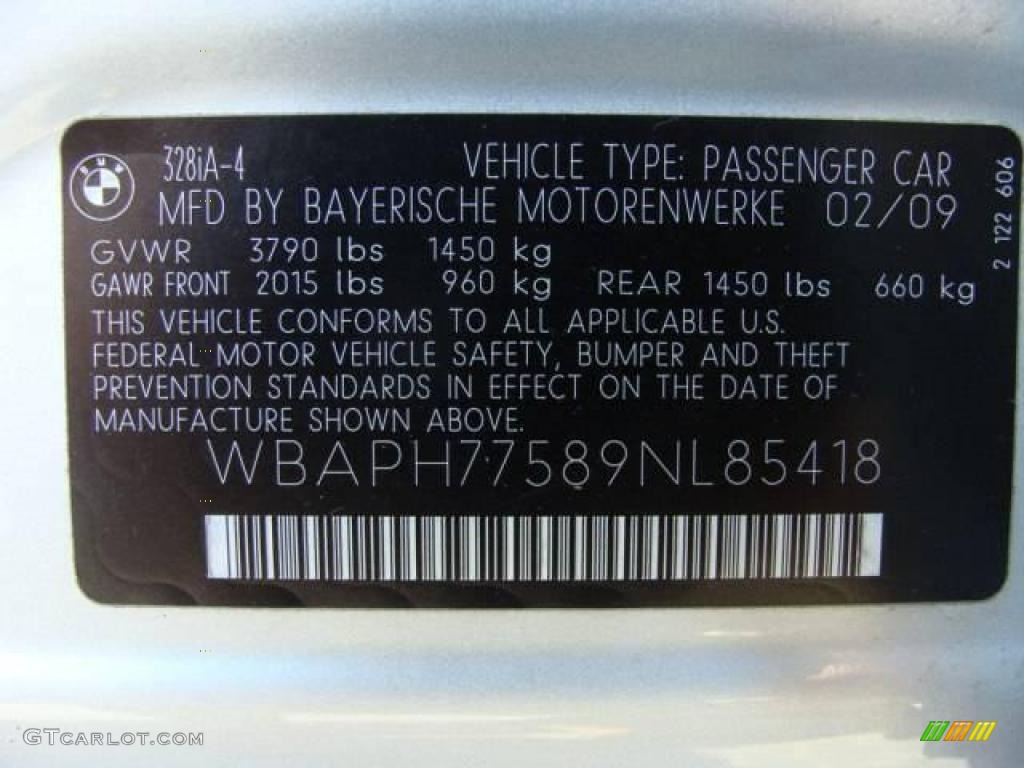 BMW
328iA-4 VEHICLE TYPE: PASSENGER CAR
MFD BY BAYERISCHE MOTORENWERKE 02/09
GVWR 3790 lbs 1450 kg
GAWR FRONT 2015 lbs 960 kg REAR 1450 lbs 660 kg
THIS VEHICLE CONFORMS TO ALL APPLICABLE U.S.
FEDERAL MOTOR VEHICLE SAFETY, BUMPER AND THEFT
PREVENTION STANDARDS IN EFFECT ON THE DATE OF
MANUFACTURE SHOWN ABOVE.
WBAPH77589NL85418
2 122 606
GTCARLOT.COM